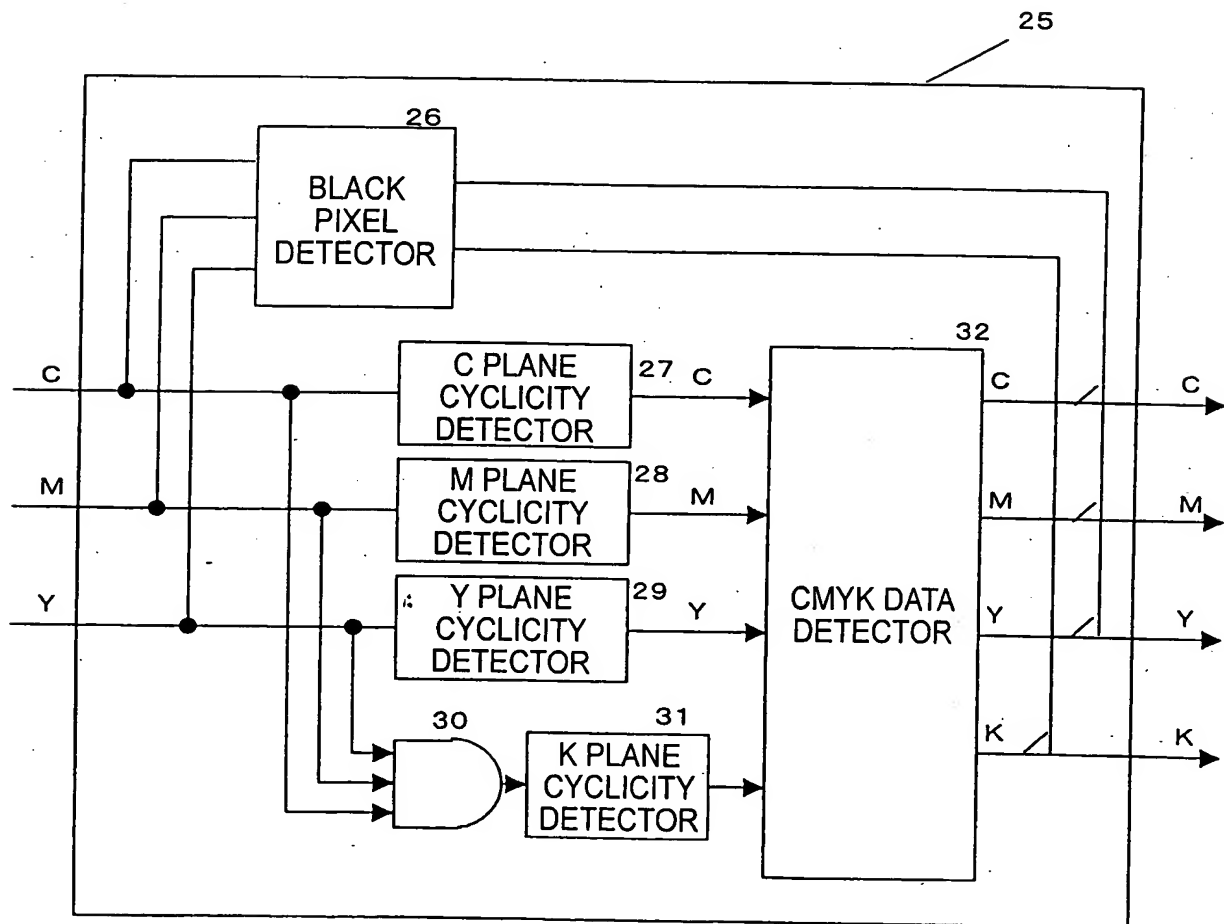 25
26
BLACK
PIXEL
DETECTOR
32
C
C PLANE
CYCLICITY
DETECTOR
27
C
C
C
M
M PLANE
CYCLICITY
DETECTOR
28
M
M
M
Y
Y PLANE
CYCLICITY
DETECTOR
29
Y
CMYK DATA
DETECTOR
Y
Y
30
31
K PLANE
CYCLICITY
DETECTOR
K
K